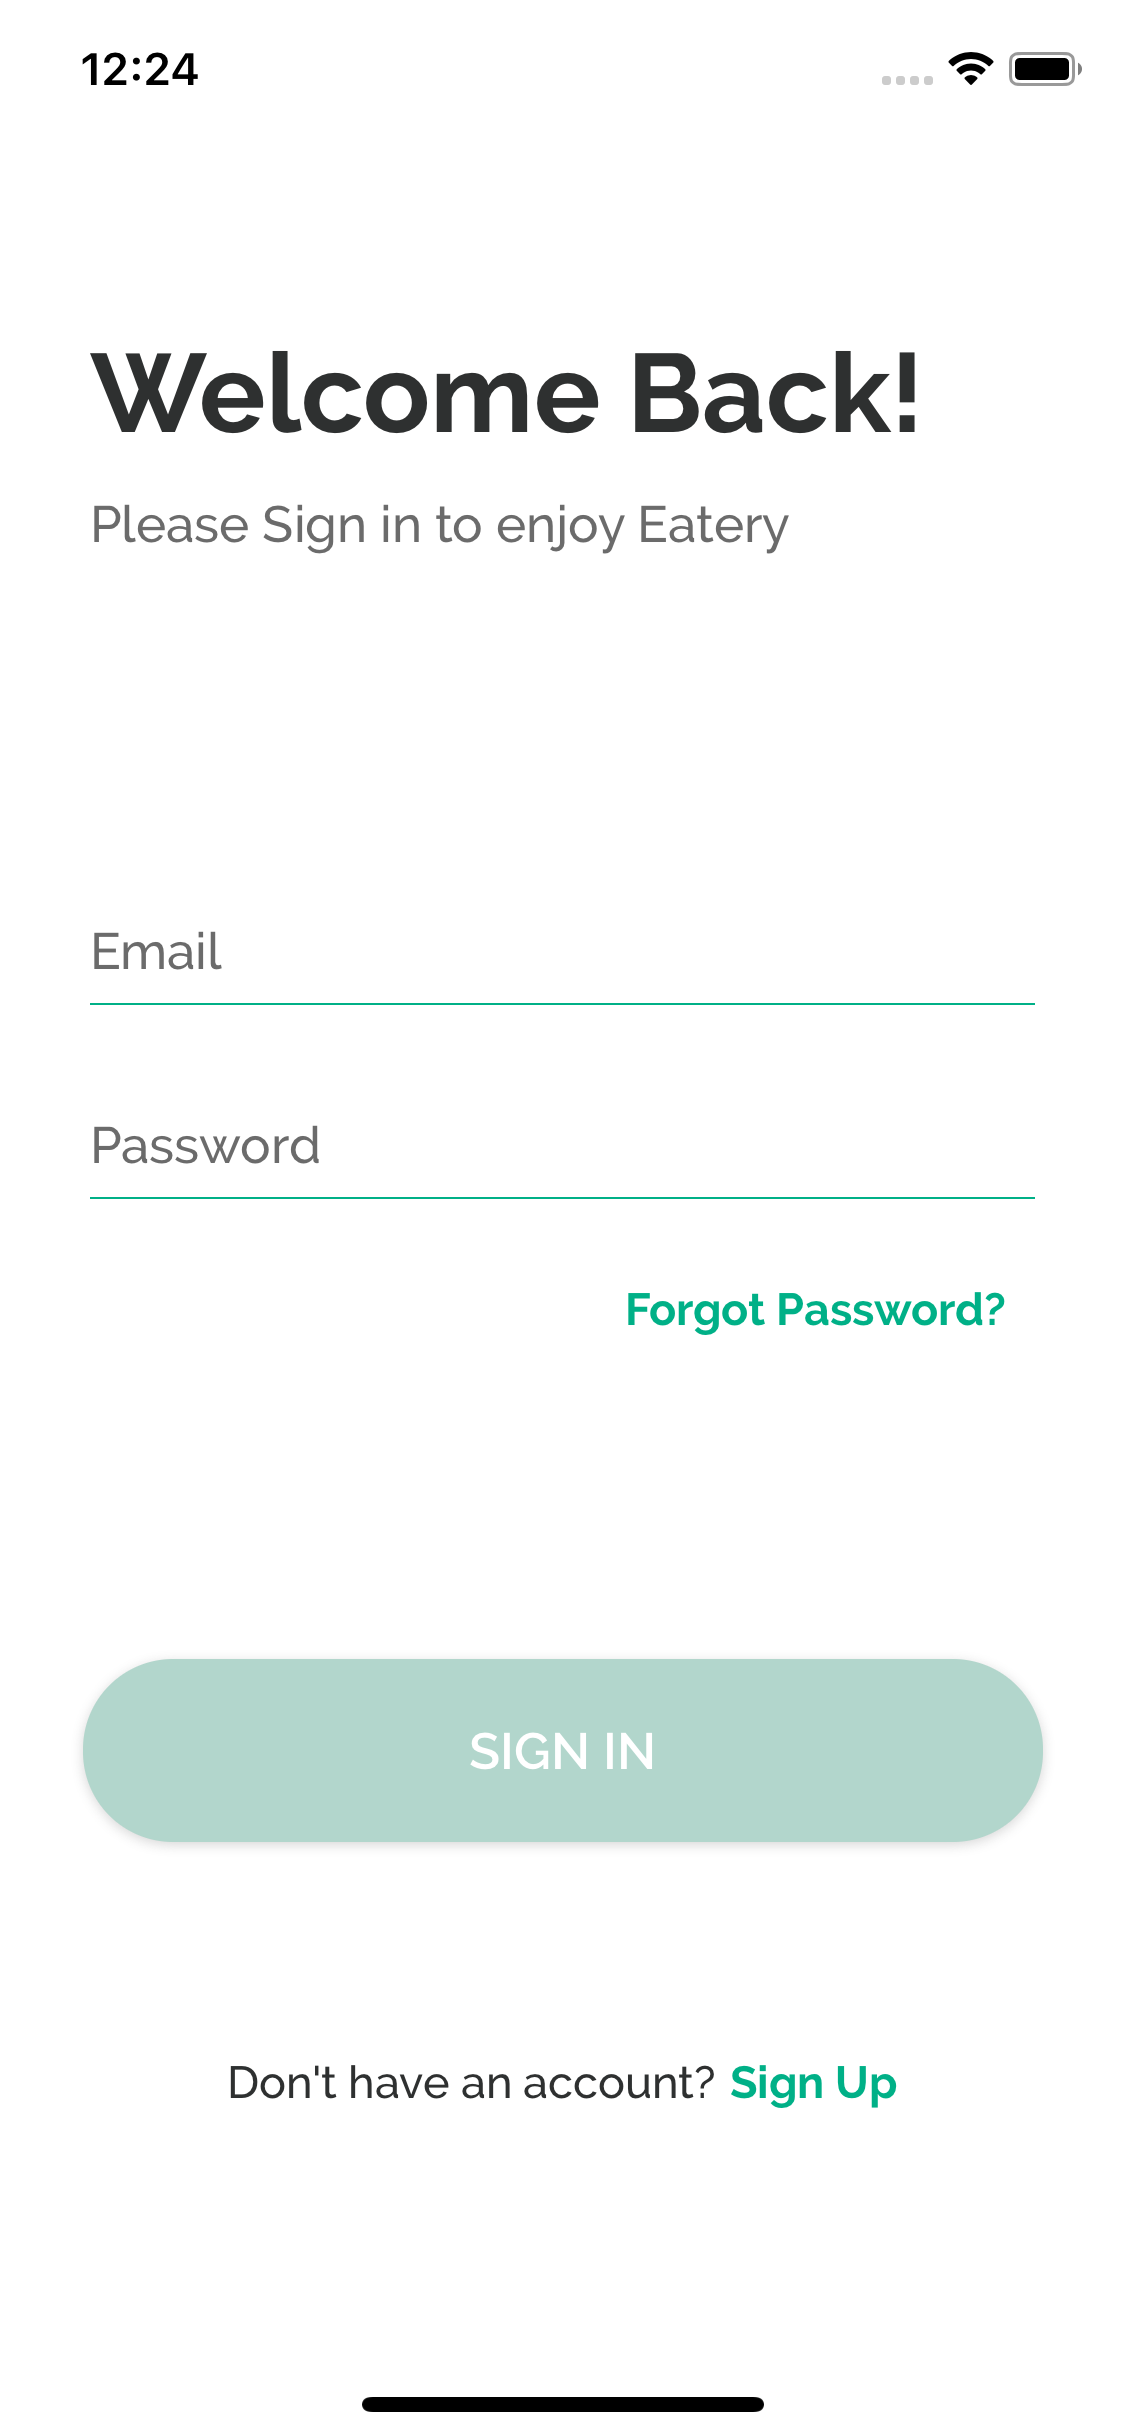 12:24
Welcome Back!
Please Sign in to enjoy Eatery
Email
Password
Forgot Password?
SIGN IN
Don't have an account? Sign Up